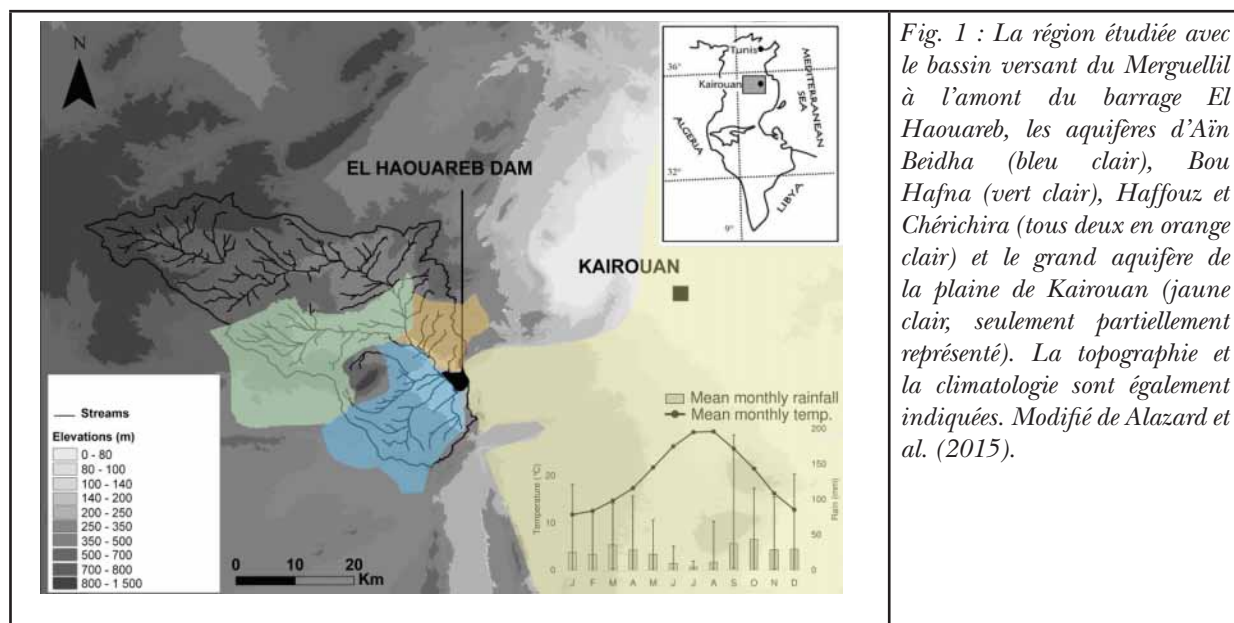 N
EL HAOUAREB DAM
KAIROUAN
Tunis
36°
Kairouan
MEDITERRANEAN
SEA
ALGERIA
32°
LIBYA
9°
Streams
Elevations (m)
0 - 80
80 - 100
100 - 140
140 - 200
200 - 250
250 - 350
350 - 500
500 - 700
700 - 800
800 - 1 500
0 10 20
Km
Mean monthly rainfall
Mean monthly temp.
Temperature (°C)
20
10
0
200
150
100
50
0
Rain (mm)
J F M A M J J A S O N D
Fig. 1 : La région étudiée avec
le bassin versant du Merguellil
à l'amont du barrage El
Haouareb, les aquifères d'Aïn
Beidha (bleu clair), Bou
Hafna (vert clair), Haffouz et
Chérichira (tous deux en orange
clair) et le grand aquifère de
la plaine de Kairouan (jaune
clair, seulement partiellement
représenté). La topographie et
la climatologie sont également
indiquées. Modifié de Alazard et
al. (2015).